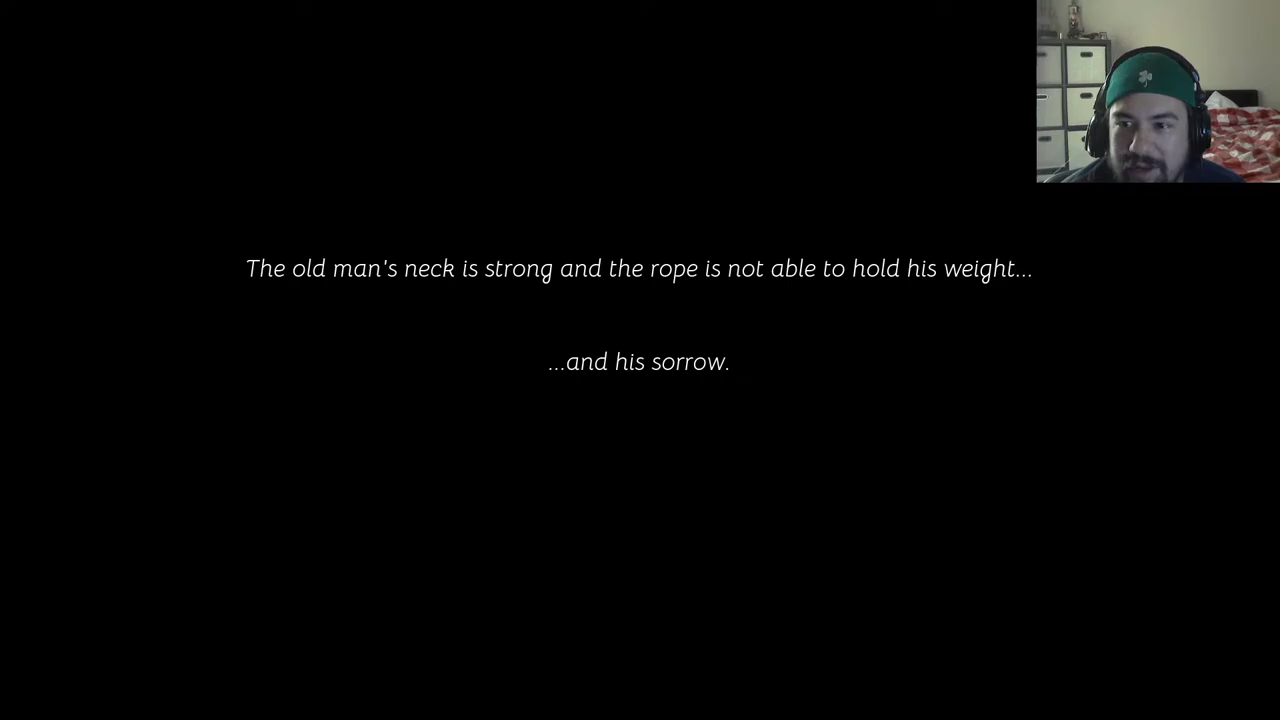 The old man's neck is strong and the rope is not able to hold his weight...
...and his sorrow.